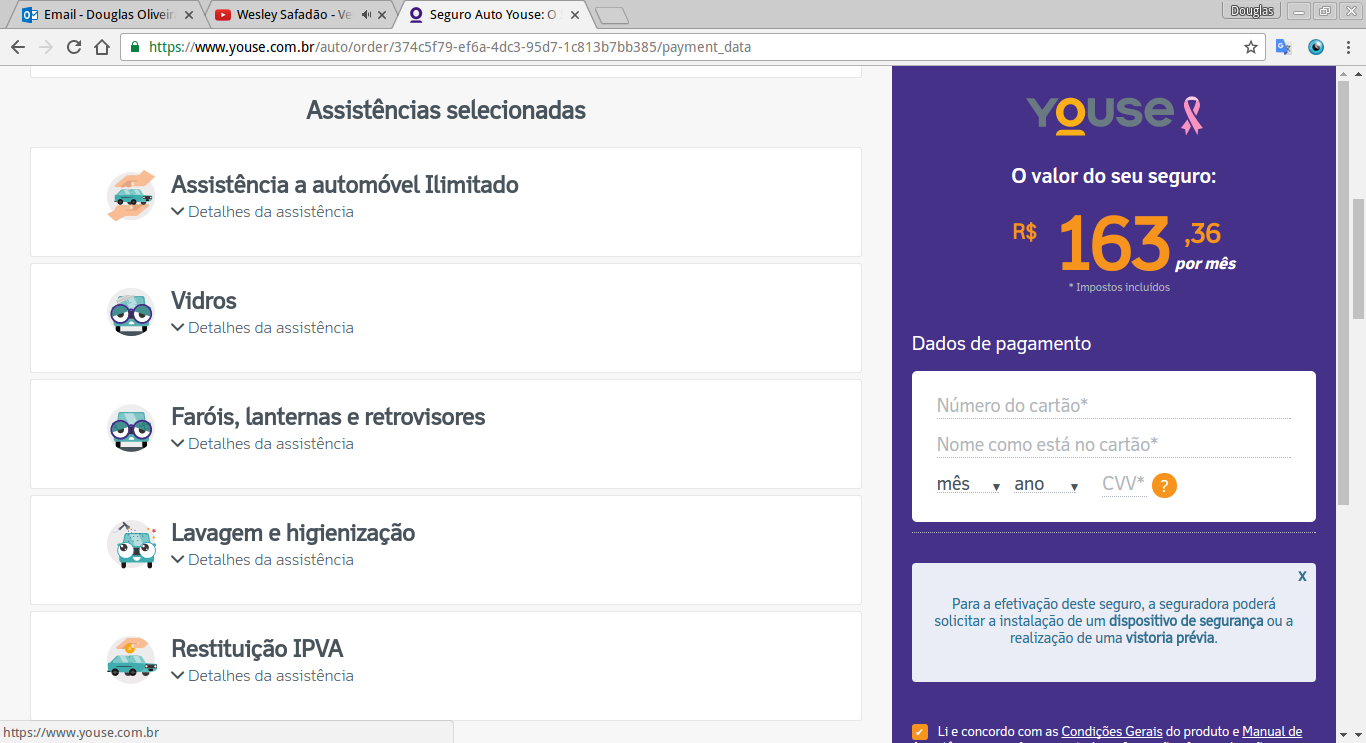 Email - Douglas Oliveir
Wesley Safadão - Ve
Seguro Auto Youse: O
Douglas
https://www.youse.com.br/auto/order/374c5f79-ef6a-4dc3-95d7-1c813b7bb385/payment_data
Assistências selecionadas
Assistência a automóvel Ilimitado
Detalhes da assistência
Vidros
Detalhes da assistência
Faróis, lanternas e retrovisores
Detalhes da assistência
Lavagem e higienização
Detalhes da assistência
Restituição IPVA
Detalhes da assistência
https://www.youse.com.br
YOUSE
O valor do seu seguro:
R$ 163,36
por mês
* Impostos incluídos
Dados de pagamento
Número do cartão*
Nome como está no cartão*
mês ano CVV* ?
X
Para a efetivação deste seguro, a seguradora poderá
solicitar a instalação de um dispositivo de segurança ou a
realização de uma vistoria prévia.
Li e concordo com as Condições Gerais do produto e Manual de